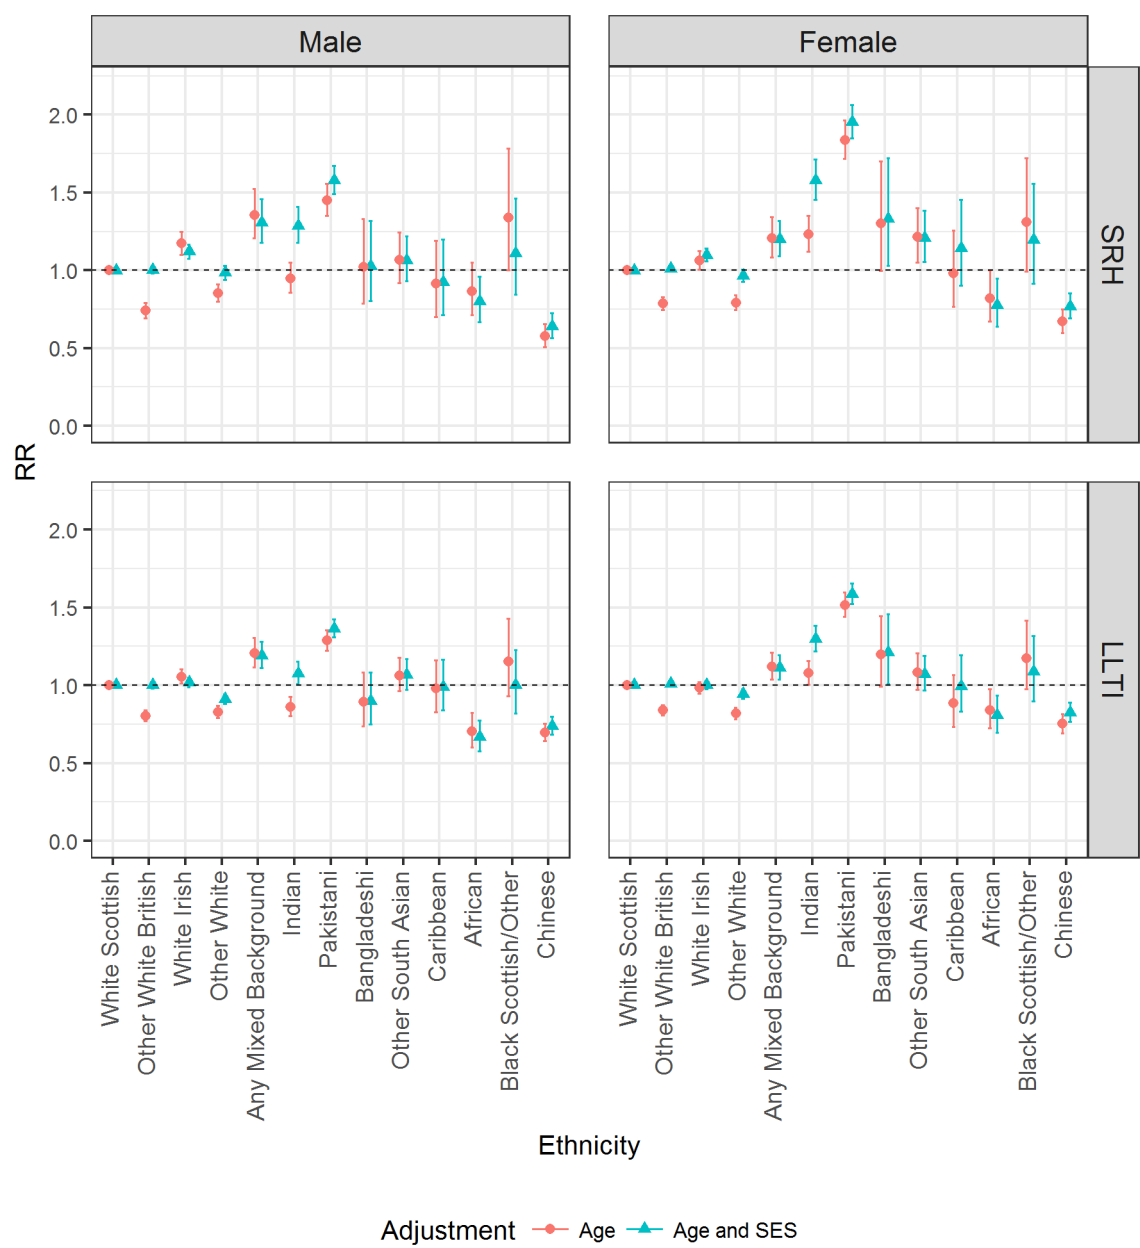 Male
Female
2.0
1.5
1.0
0.5
0.0
SRH
RR
2.0
1.5
1.0
0.5
0.0
LLTI
White Scottish
Other White British
White Irish
Other White
Any Mixed Background
Indian
Pakistani
Bangladeshi
Other South Asian
Caribbean
African
Black Scottish/Other
Chinese
White Scottish
Other White British
White Irish
Other White
Any Mixed Background
Indian
Pakistani
Bangladeshi
Other South Asian
Caribbean
African
Black Scottish/Other
Chinese
Ethnicity
Adjustment Age Age and SES